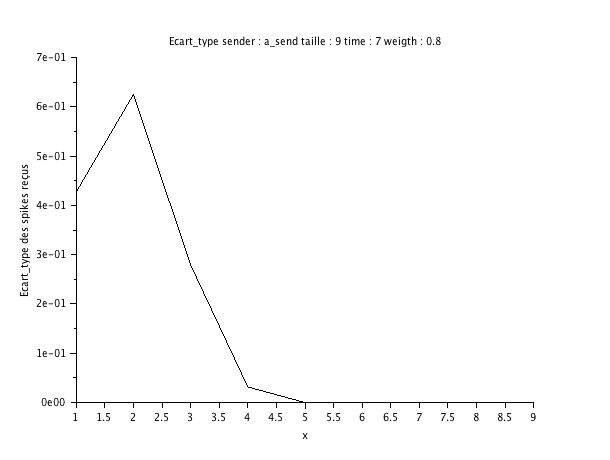 Ecart_type sender : a_send taille : 9 time : 7 weigth : 0.8
7e-01
6e-01
5e-01
4e-01
3e-01
2e-01
1e-01
0e00
Ecart_type des spikes reçus
1 1.5 2 2.5 3 3.5 4 4.5 5 5.5 6 6.5 7 7.5 8 8.5 9
x